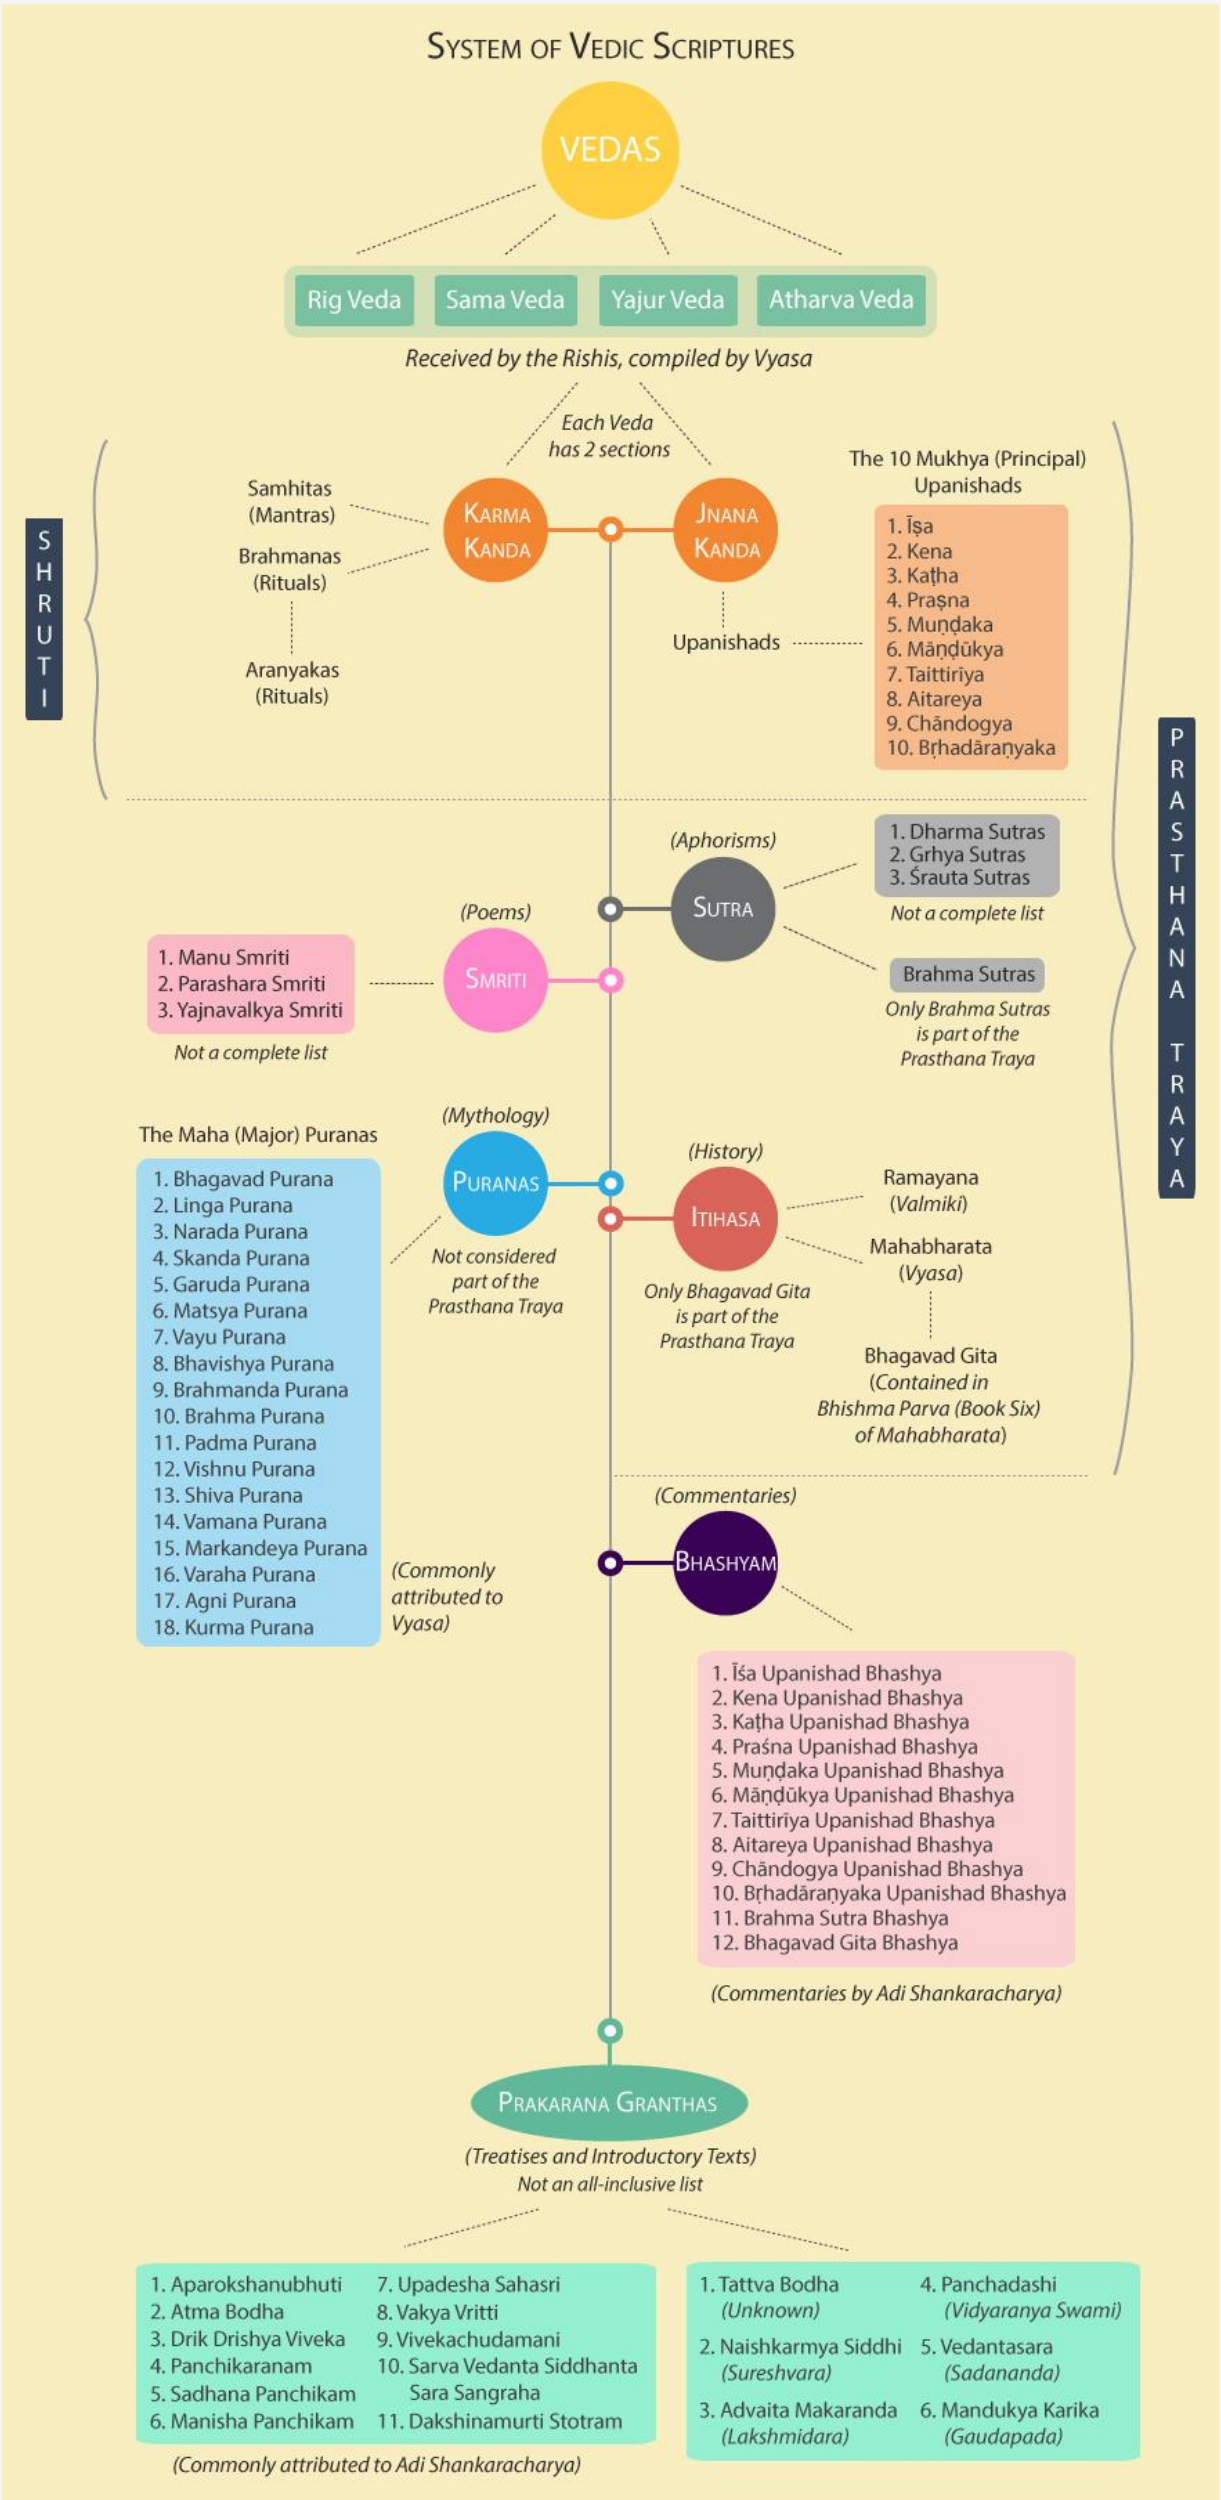 SYSTEM OF VEDIC SCRIPTURES
VEDAS
Rig Veda
Sama Veda
Yajur Veda
Atharva Veda
Received by the Rishis, compiled by Vyasa
Each Veda
has 2 sections
SHRUTI
Samhitas
(Mantras)
Brahmanas
(Rituals)
Aranyakas
(Rituals)
KARMA
KANDA
JNANA
KANDA
Upanishads
The 10 Mukhya (Principal)
Upanishads
1. Īşa
2. Kena
3. Kaṭha
4. Praşna
5. Muṇḍaka
6. Māṇḍūkya
7. Taittirīya
8. Aitareya
9. Chāndogya
10. Bṛhadāraṇyaka
PRASTHANA TRAYA
(Aphorisms)
SUTRA
1. Dharma Sutras
2. Grhya Sutras
3. Śrauta Sutras
Not a complete list
Brahma Sutras
Only Brahma Sutras
is part of the
Prasthana Traya
(Poems)
SMRITI
1. Manu Smriti
2. Parashara Smriti
3. Yajnavalkya Smriti
Not a complete list
(Mythology)
PURANAS
Not considered
part of the
Prasthana Traya
The Maha (Major) Puranas
1. Bhagavad Purana
2. Linga Purana
3. Narada Purana
4. Skanda Purana
5. Garuda Purana
6. Matsya Purana
7. Vayu Purana
8. Bhavishya Purana
9. Brahmanda Purana
10. Brahma Purana
11. Padma Purana
12. Vishnu Purana
13. Shiva Purana
14. Vamana Purana
15. Markandeya Purana
16. Varaha Purana
17. Agni Purana
18. Kurma Purana
(Commonly
attributed to
Vyasa)
(History)
ITIHASA
Only Bhagavad Gita
is part of the
Prasthana Traya
Ramayana
(Valmiki)
Mahabharata
(Vyasa)
Bhagavad Gita
(Contained in
Bhishma Parva (Book Six)
of Mahabharata)
(Commentaries)
BHASHYAM
1. Īśa Upanishad Bhashya
2. Kena Upanishad Bhashya
3. Kaṭha Upanishad Bhashya
4. Praśna Upanishad Bhashya
5. Muṇḍaka Upanishad Bhashya
6. Māṇḍūkya Upanishad Bhashya
7. Taittirīya Upanishad Bhashya
8. Aitareya Upanishad Bhashya
9. Chāndogya Upanishad Bhashya
10. Bṛhadāraṇyaka Upanishad Bhashya
11. Brahma Sutra Bhashya
12. Bhagavad Gita Bhashya
(Commentaries by Adi Shankaracharya)
PRAKARANA GRANTHAS
(Treatises and Introductory Texts)
Not an all-inclusive list
1. Aparokshanubhuti
2. Atma Bodha
3. Drik Drishya Viveka
4. Panchikaranam
5. Sadhana Panchikam
6. Manisha Panchikam
7. Upadesha Sahasri
8. Vakya Vritti
9. Vivekachudamani
10. Sarva Vedanta Siddhanta
Sara Sangraha
11. Dakshinamurti Stotram
(Commonly attributed to Adi Shankaracharya)
1. Tattva Bodha
(Unknown)
2. Naishkarmya Siddhi
(Sureshvara)
3. Advaita Makaranda
(Lakshmidara)
4. Panchadashi
(Vidyaranya Swami)
5. Vedantasara
(Sadananda)
6. Mandukya Karika
(Gaudapada)